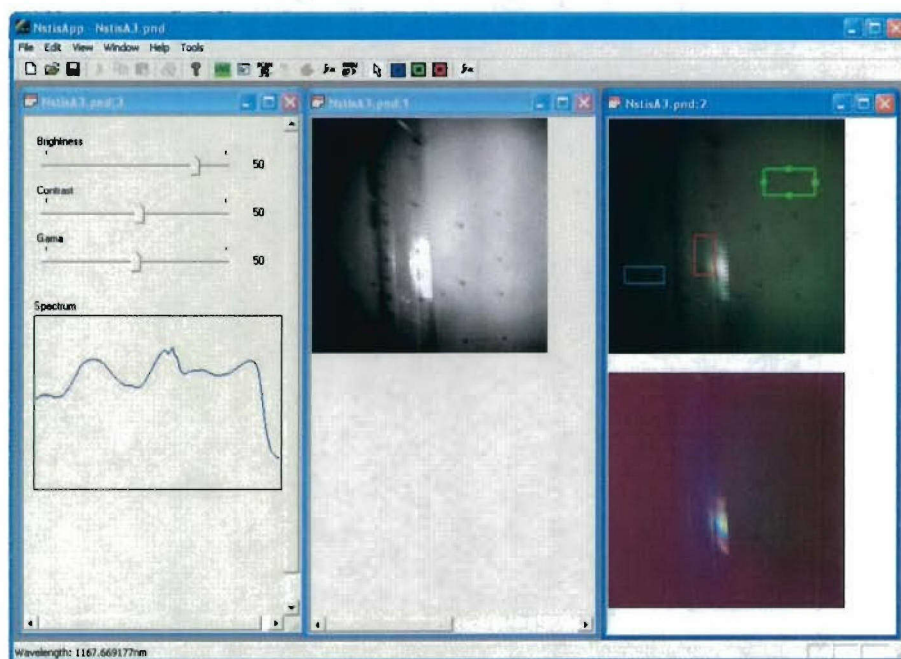 NstisApp - NstisA3.pnd
File Edit View Window Help Tools
NstisA3.pnd:3
Brightness
50
Contrast
50
Gama
50
Spectrum
NstisA3.pnd:1
NstisA3.pnd:2
Wavelength: 1167.669177nm